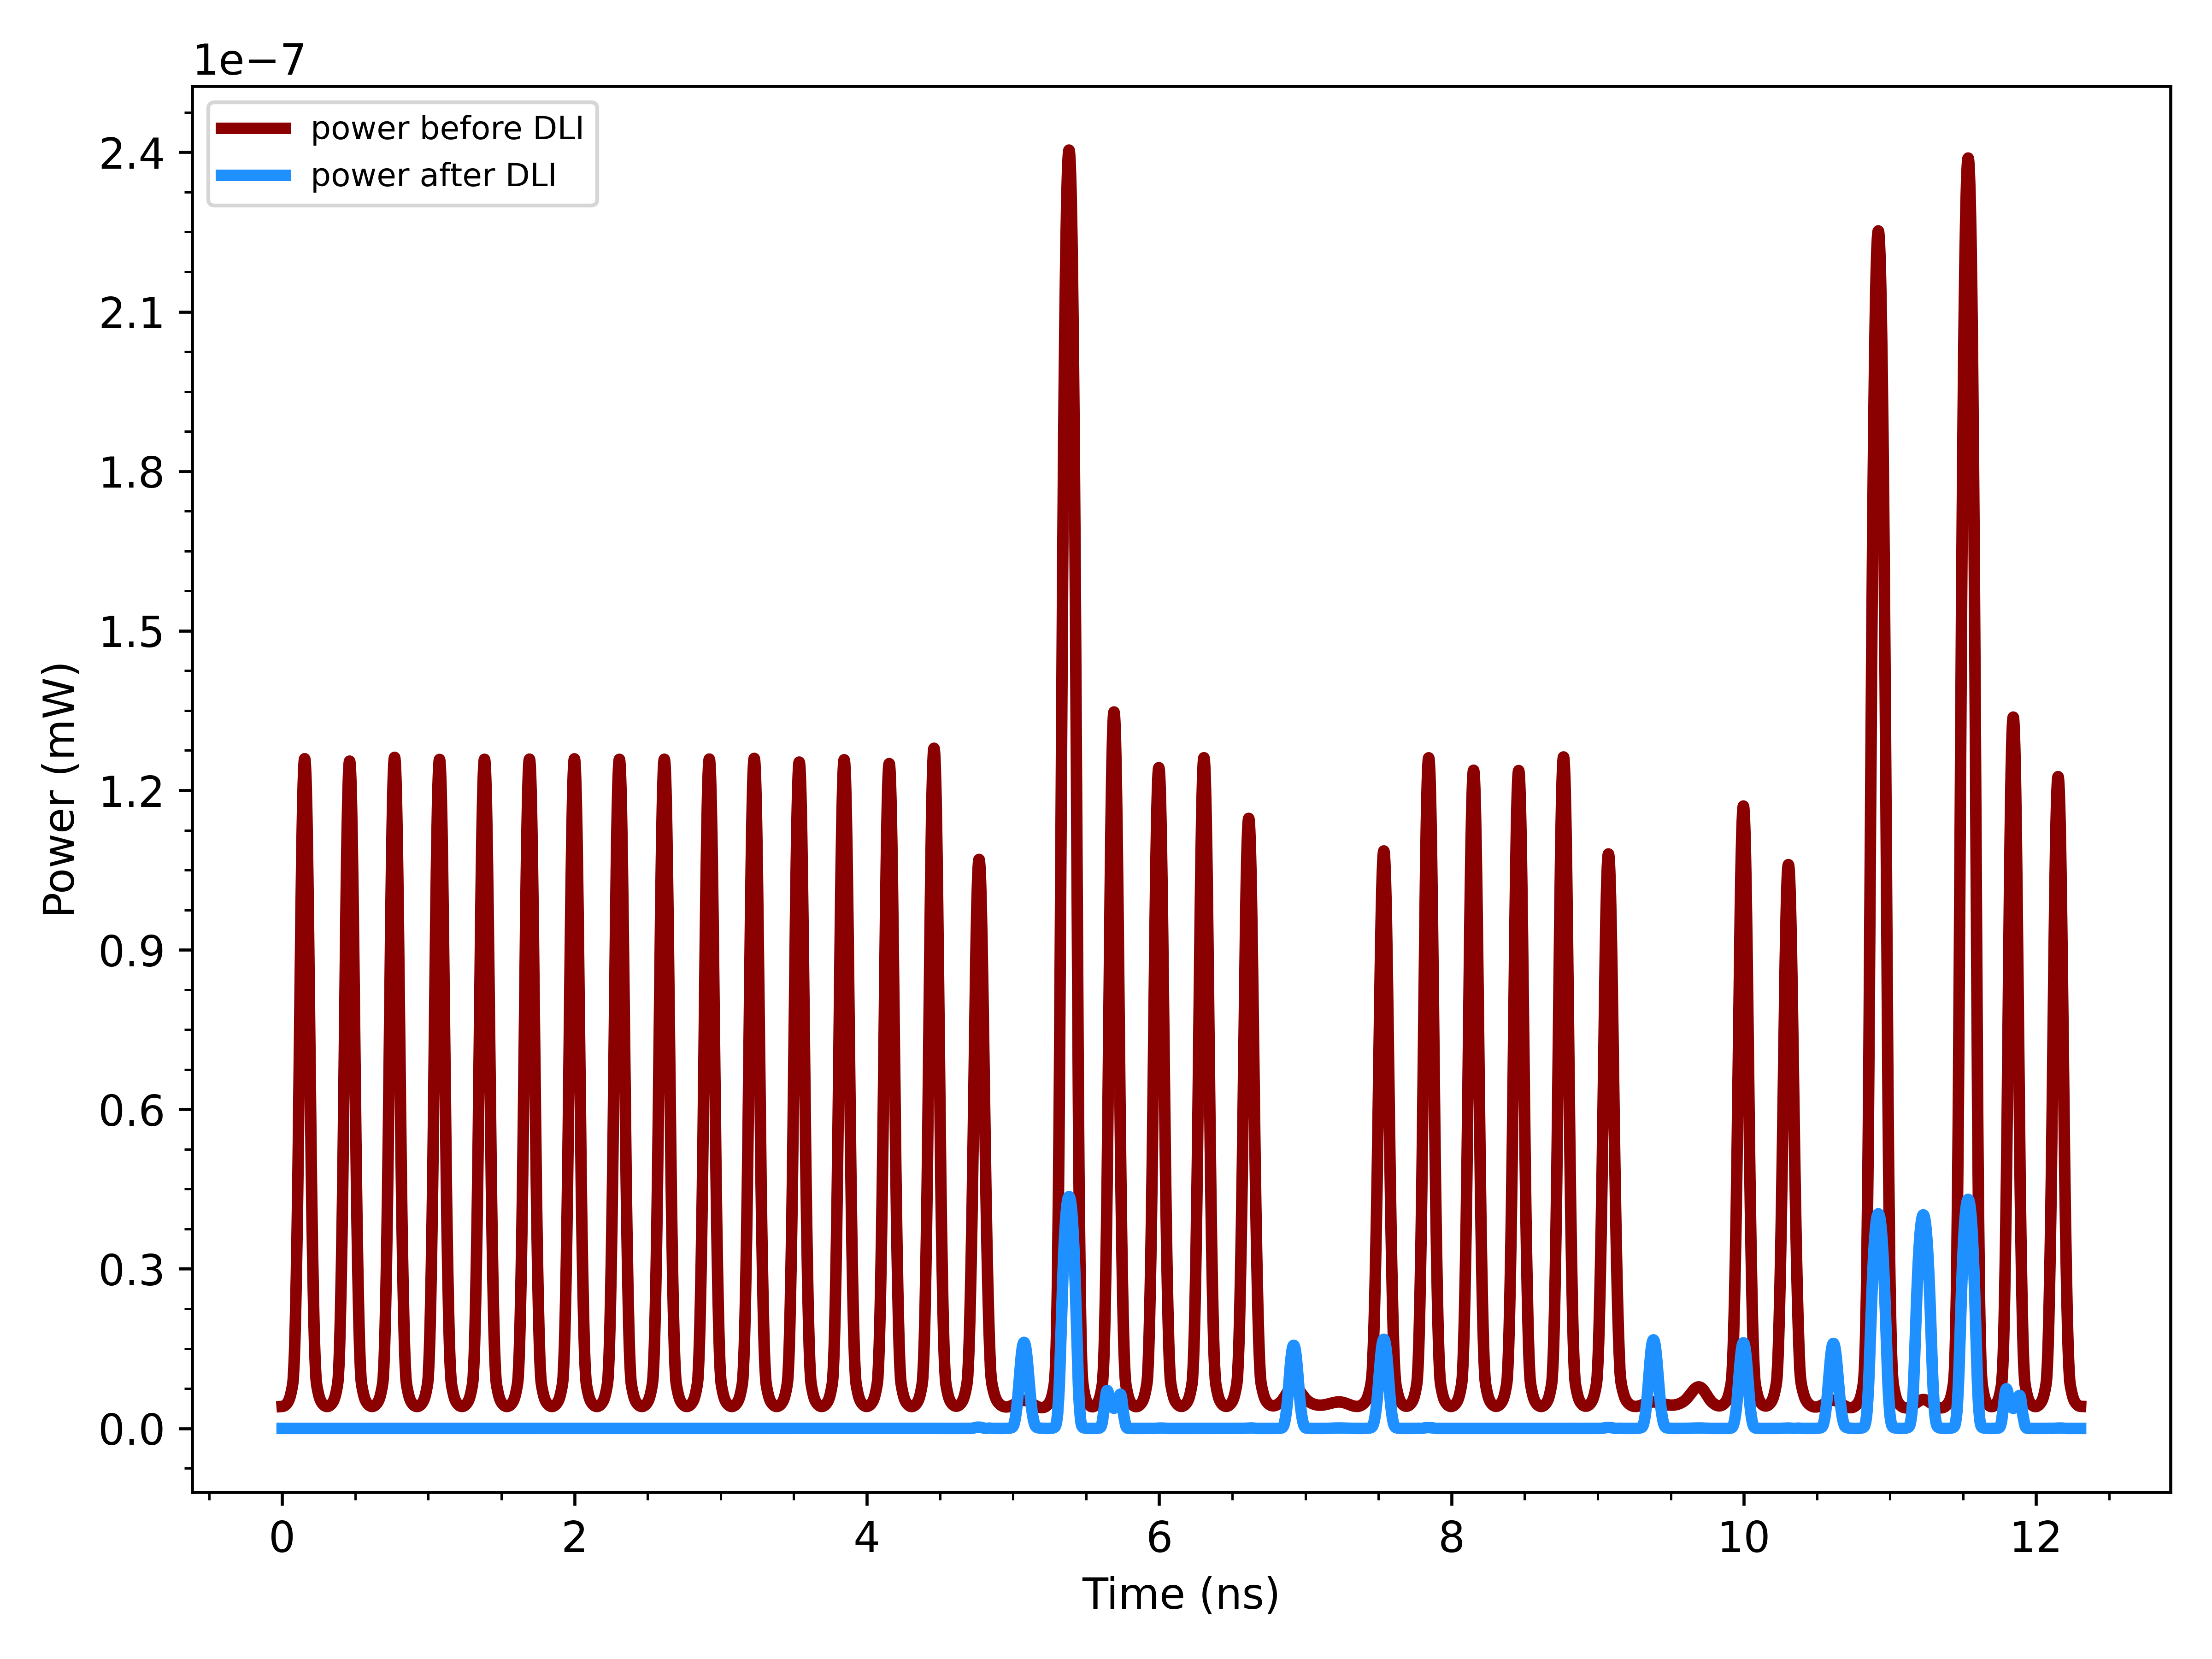 1e−7
power before DLI
power after DLI
2.4
2.1
1.8
1.5
1.2
0.9
0.6
0.3
0.0
Power (mW)
0 2 4 6 8 10 12
Time (ns)